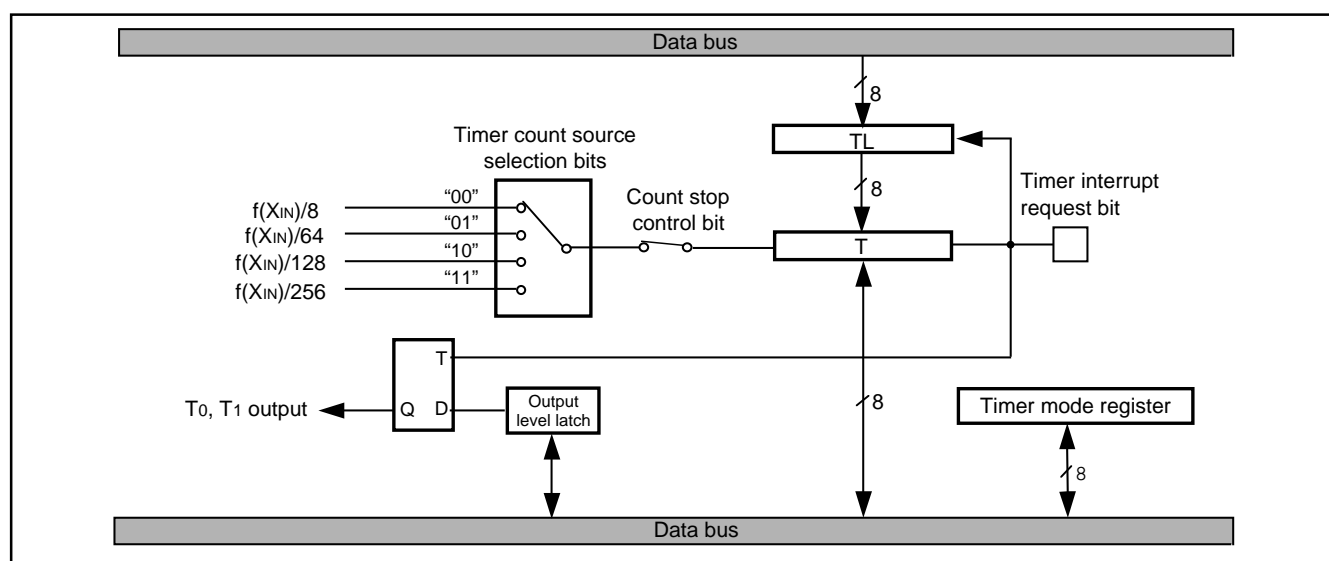 Data bus
8
TL
Timer count source
selection bits
8
Count stop
control bit
Timer interrupt
request bit
f(XIN)/8
"00"
f(XIN)/64
"01"
f(XIN)/128
"10"
f(XIN)/256
"11"
T
T
T0, T1 output
Q
D
Output
level latch
8
Timer mode register
8
Data bus